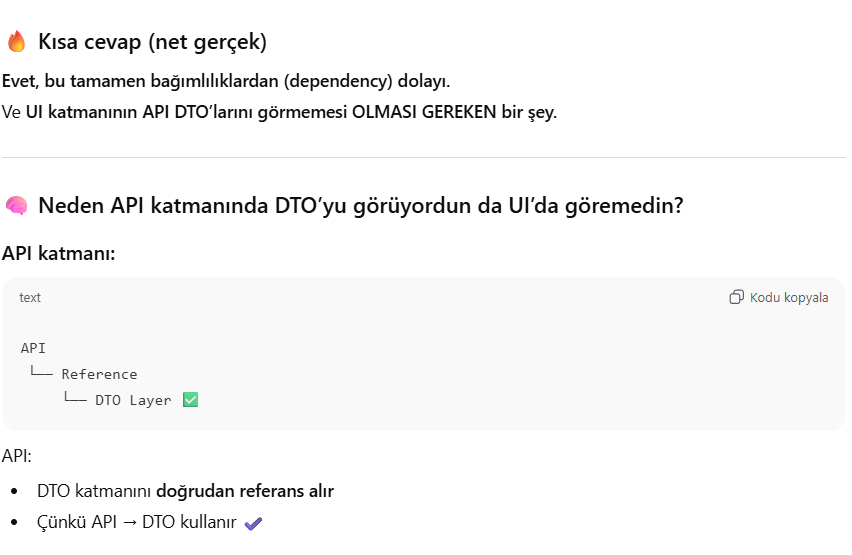 🔥 Kısa cevap (net gerçek)
Evet, bu tamamen bağımlılıklardan (dependency) dolayı.
Ve UI katmanının API DTO’larını görmemesi OLMASI GEREKEN bir şey.
🧠 Neden API katmanında DTO’yu görüyordun da UI’da göremedin?
API katmanı:
text
Kodu kopyala
API
└── Reference
└── DTO Layer ✅
API:
• DTO katmanını doğrudan referans alır
• Çünkü API → DTO kullanır ✔